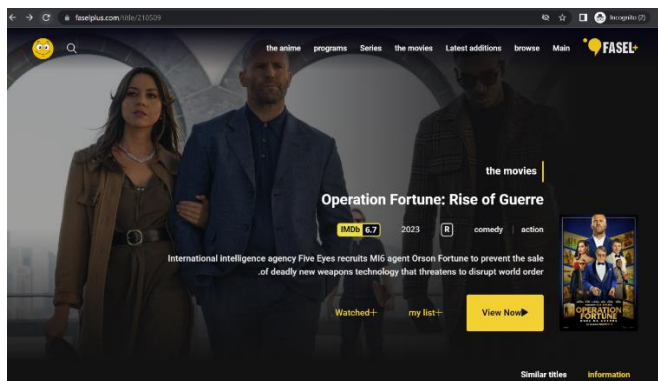 faselplus.com/title/210509
Incognito (2)
the anime programs Series the movies Latest additions browse Main FASEL+
the movies
Operation Fortune: Rise of Guerre
IMDb 6.7 2023 R comedy action
International intelligence agency Five Eyes recruits MI6 agent Orson Fortune to prevent the sale
.of deadly new weapons technology that threatens to disrupt world order
Watched+ my list+ View Now
OPERATION
FORTUNE
Similar titles information